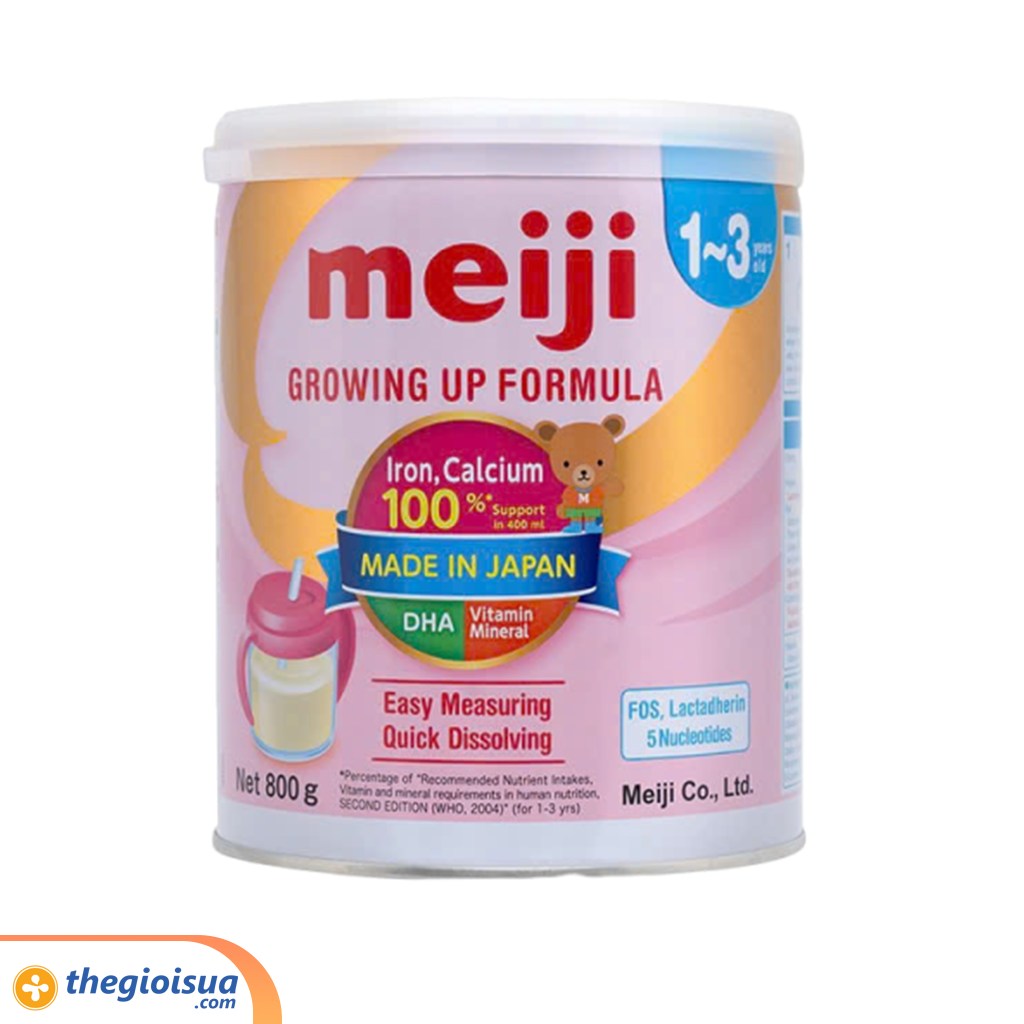 meiji
1~3 years old
GROWING UP FORMULA
Iron, Calcium
100%* Support in 400 ml
M
MADE IN JAPAN
DHA
Vitamin
Mineral
Easy Measuring
Quick Dissolving
FOS, Lactadherin
5 Nucleotides
Net 800 g
*Percentage of "Recommended Nutrient Intakes,
Vitamin and mineral requirements in human nutrition,
SECOND EDITION (WHO, 2004)" (for 1-3 yrs)
Meiji Co., Ltd.
thegioisua
.com